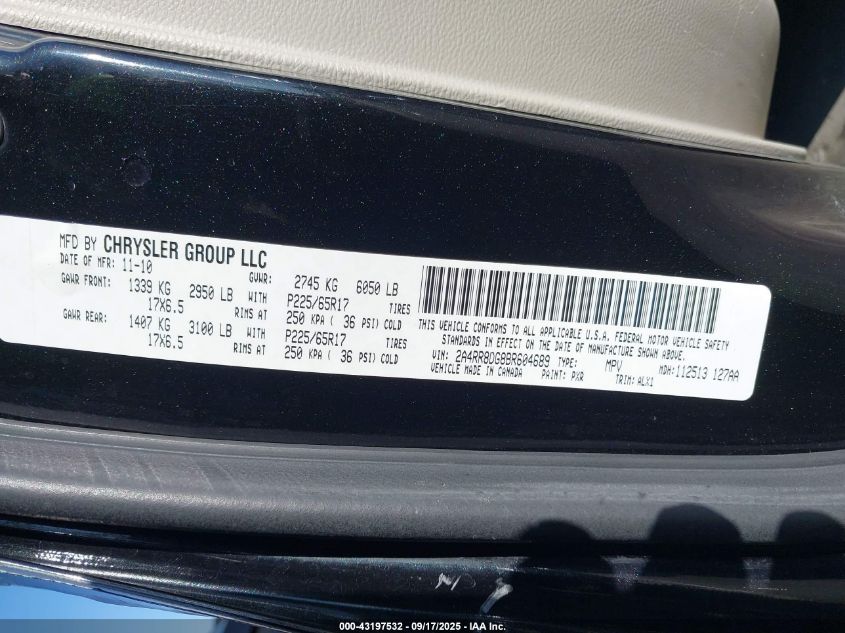 MFD BY CHRYSLER GROUP LLC
DATE OF MFR: 11-10 GVWR: 2745 KG 6050 LB
GAWR FRONT: 1339 KG 2950 LB WITH P225/65R17 TIRES
17X6.5 RIMS AT 250 KPA ( 36 PSI) COLD
GAWR REAR: 1407 KG 3100 LB WITH P225/65R17 TIRES
17X6.5 RIMS AT 250 KPA ( 36 PSI) COLD
THIS VEHICLE CONFORMS TO ALL APPLICABLE U.S.A. FEDERAL MOTOR VEHICLE SAFETY
STANDARDS IN EFFECT ON THE DATE OF MANUFACTURE SHOWN ABOVE.
VIN: 2A4RR8DG8BR604689 TYPE: MPV MDH: 112513 127AA
VEHICLE MADE IN CANADA PAINT: PXR TRIM: ALX1
000-43197532 - 09/17/2025 - IAA Inc.